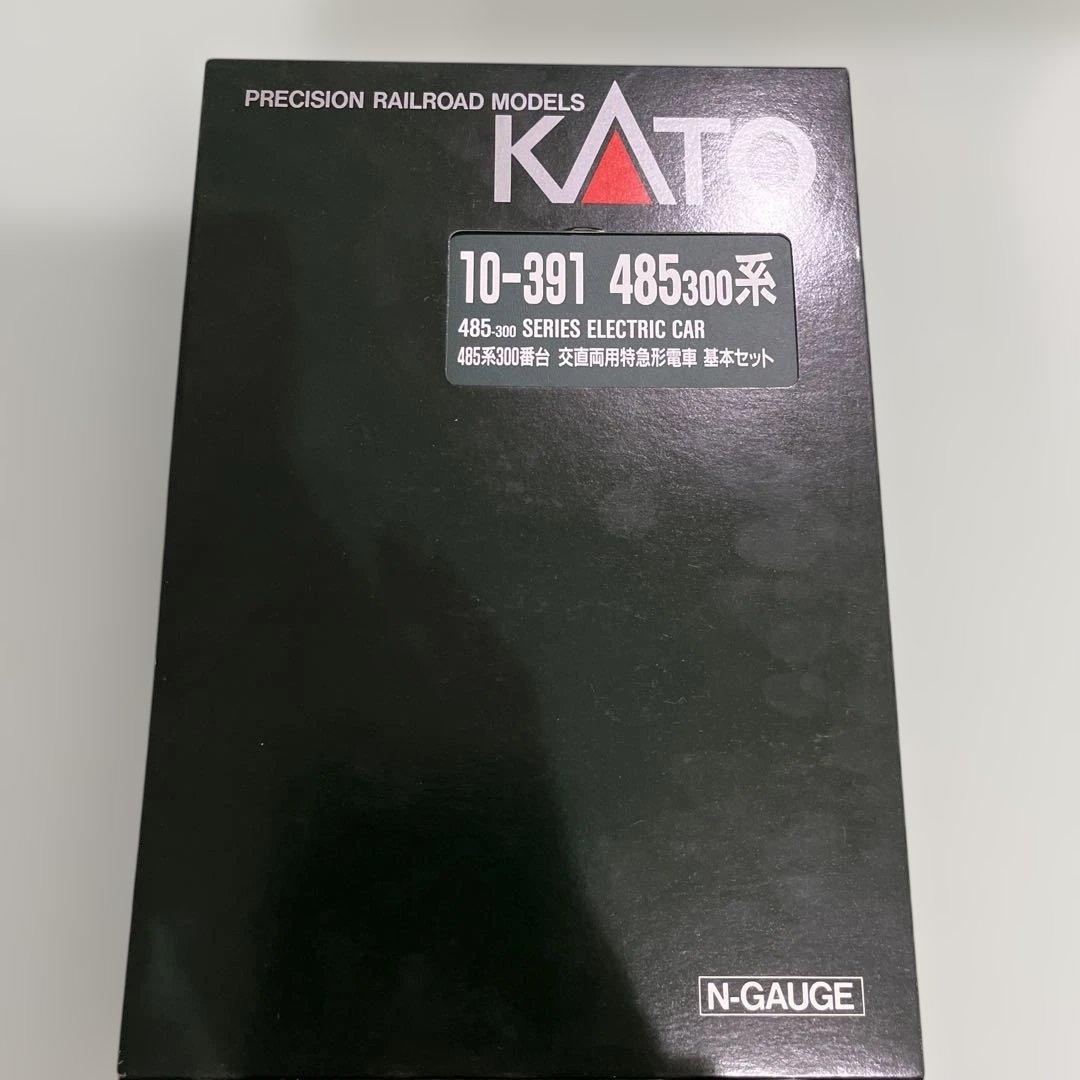 PRECISION RAILROAD MODELS
KATO
10-391 485300系
485-300 SERIES ELECTRIC CAR
485系300番台 交直両用特急形電車 基本セット
N-GAUGE